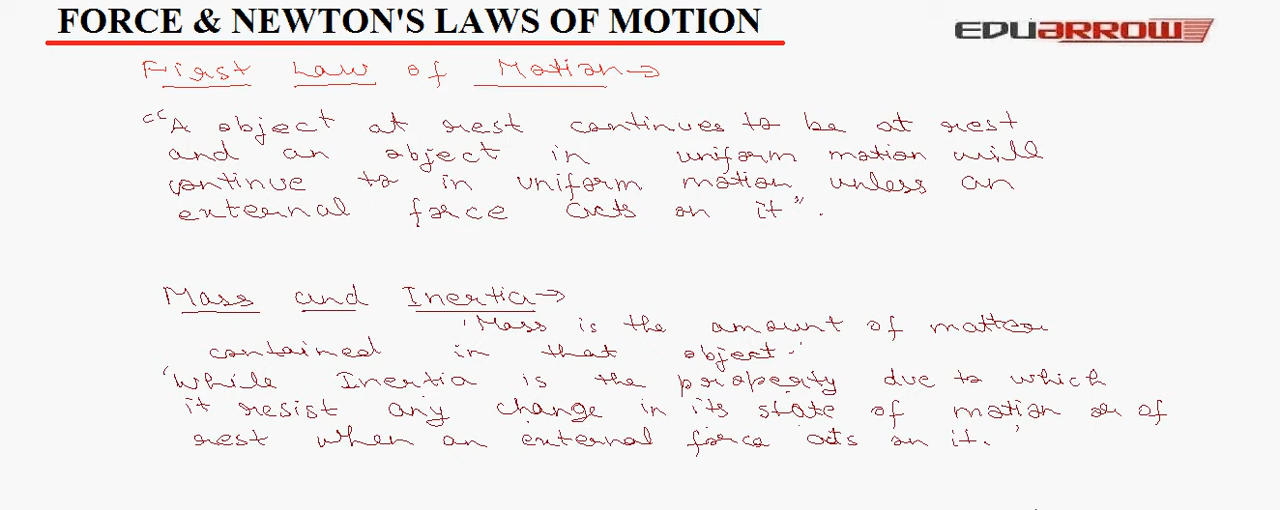 FORCE & NEWTON'S LAWS OF MOTION
EDUARROW
First Law of Motion→
"A object at rest continues to be at rest
and an object in uniform motion will
continue to in uniform motion unless an
external force acts on it".
Mass and Inertia→
'Mass is the amount of matter
contained in that object.'
'While Inertia is the property due to which
it resist any change in its state of motion or of
rest when an external force acts on it.'